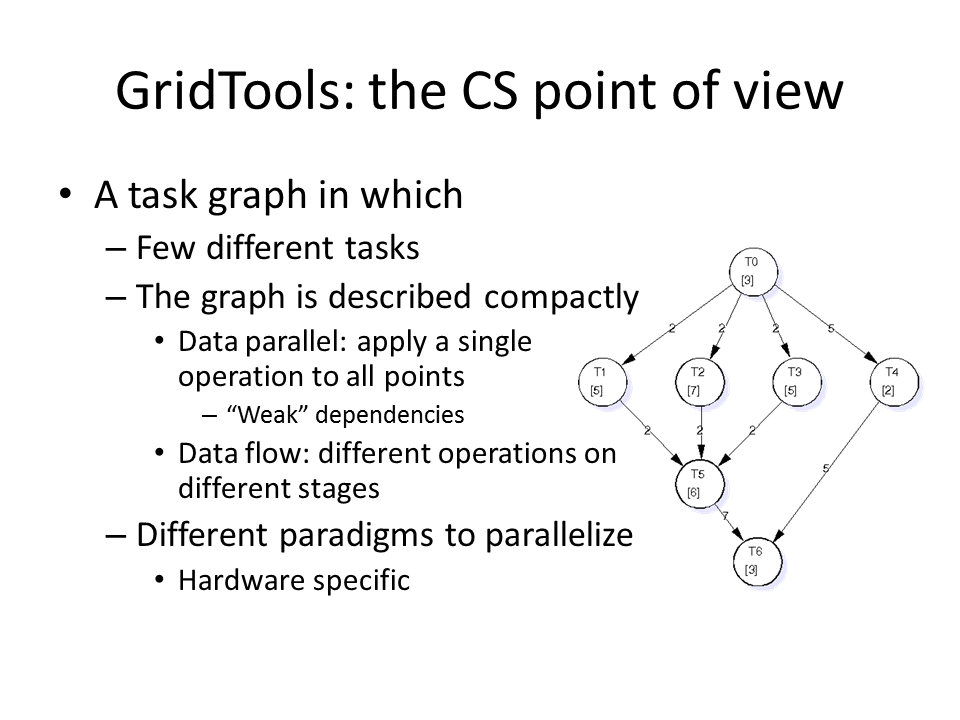 GridTools: the CS point of view
• A task graph in which
– Few different tasks
– The graph is described compactly
• Data parallel: apply a single
operation to all points
– “Weak” dependencies
• Data flow: different operations on
different stages
– Different paradigms to parallelize
• Hardware specific
T0
[3]
2 2 2 5
T1 T2 T3 T4
[5] [7] [5] [2]
2 2 2
5
T5
[6]
7
T6
[3]